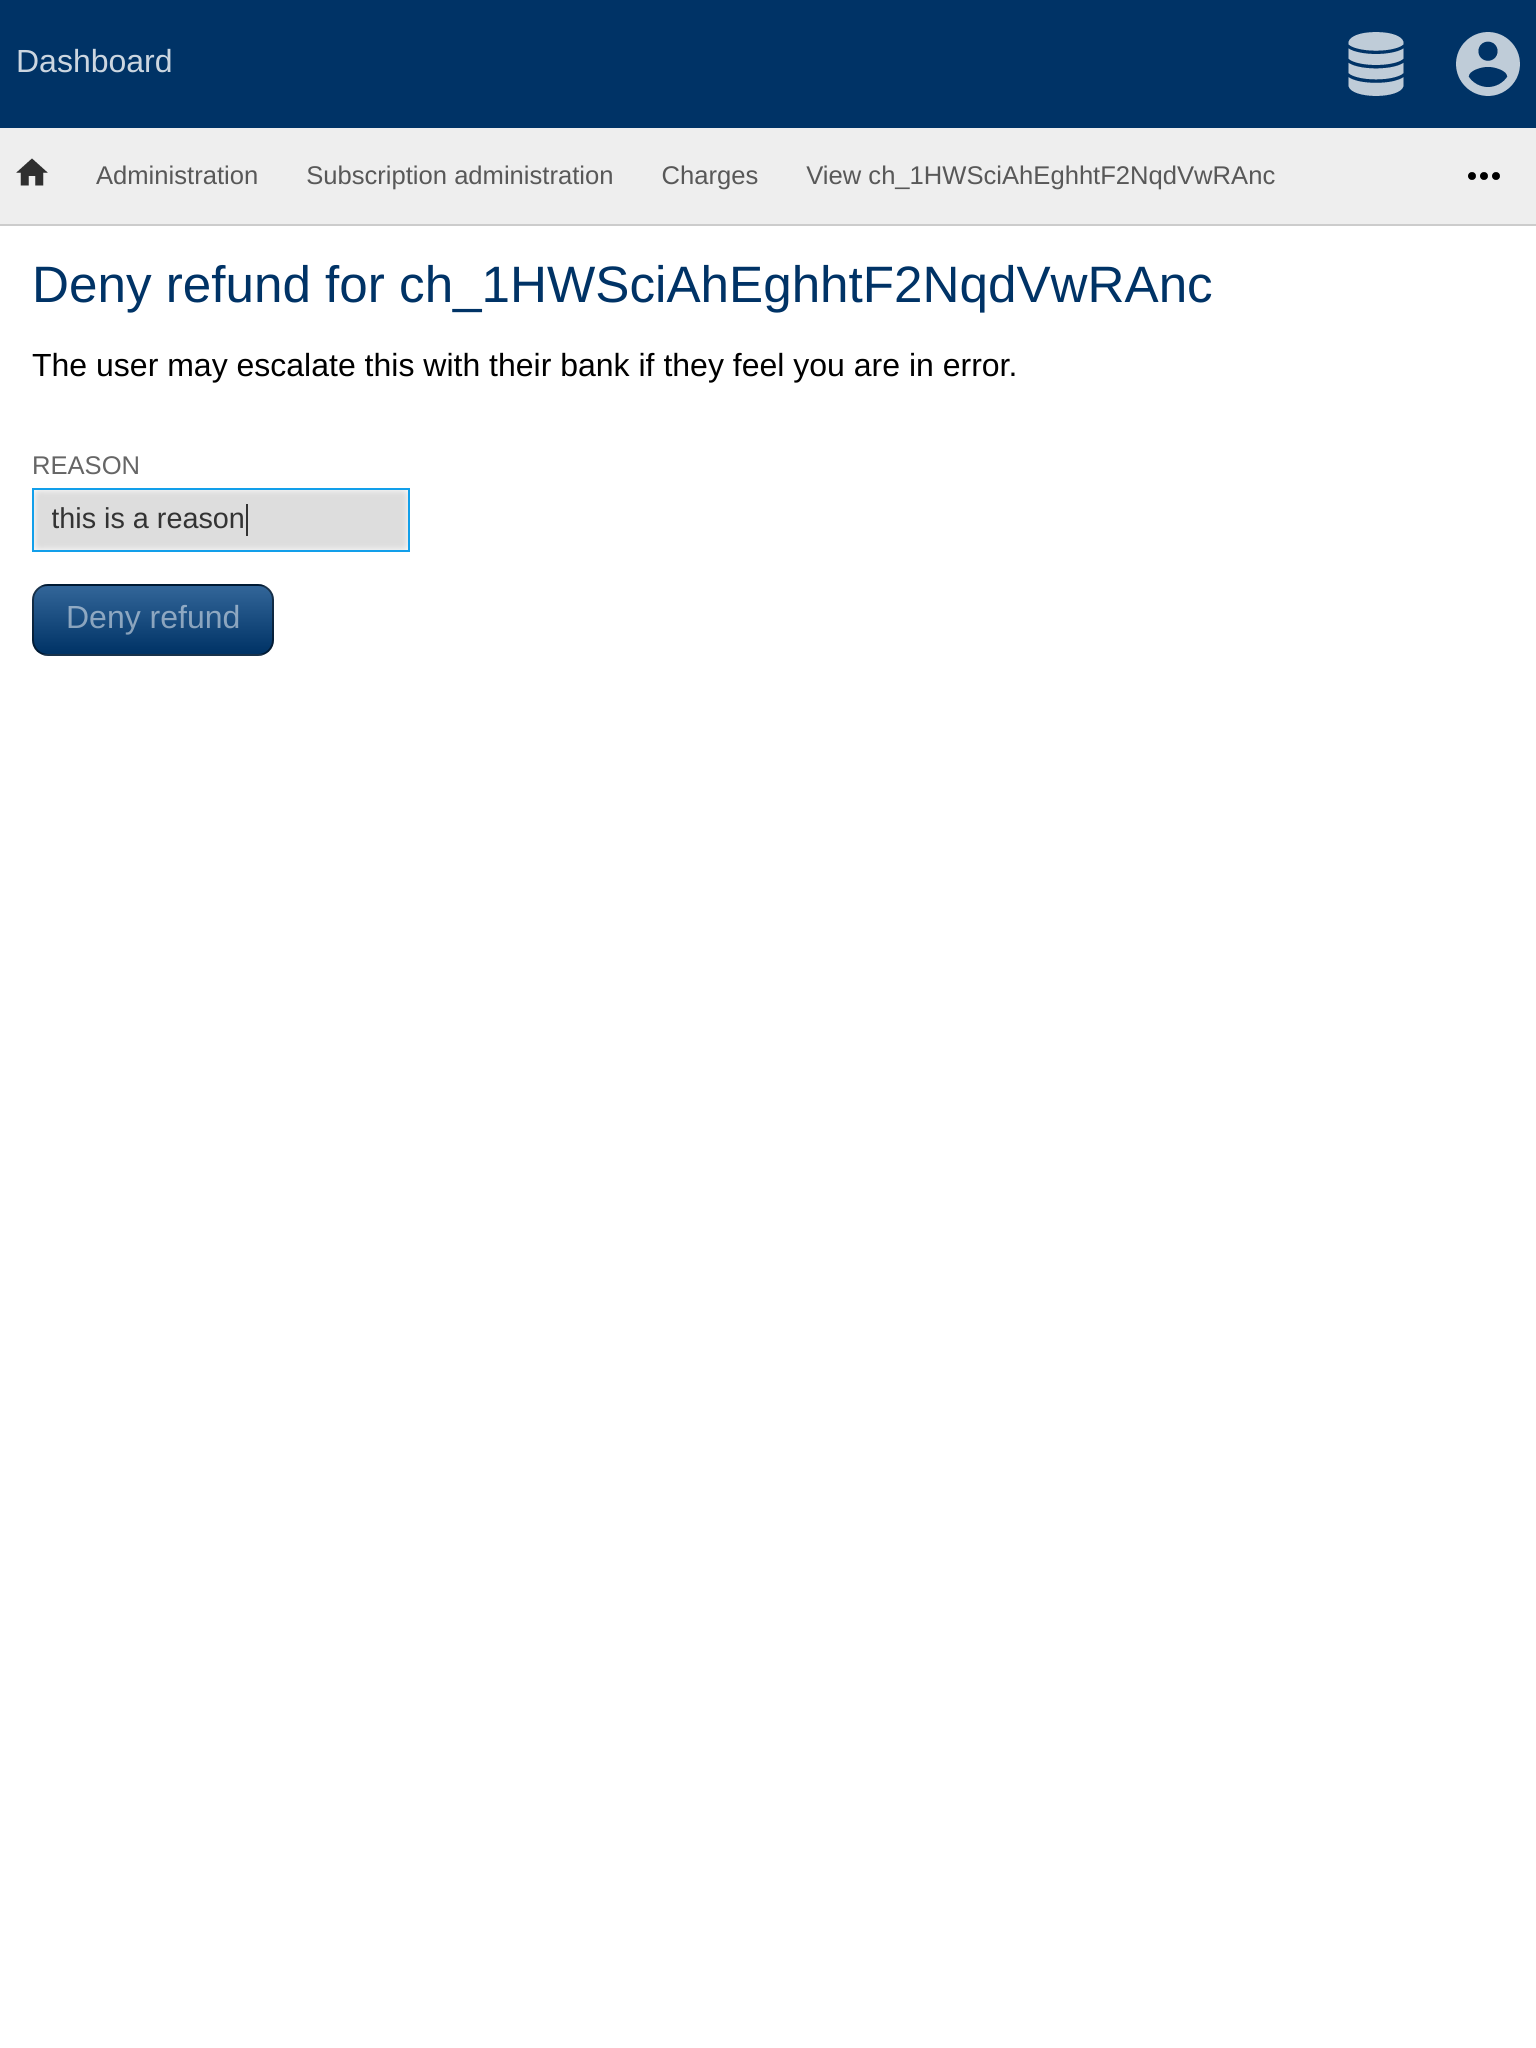 Dashboard
Administration Subscription administration Charges View ch_1HWSciAhEghhtF2NqdVwRAnc
Deny refund for ch_1HWSciAhEghhtF2NqdVwRAnc
The user may escalate this with their bank if they feel you are in error.
REASON
this is a reason
Deny refund